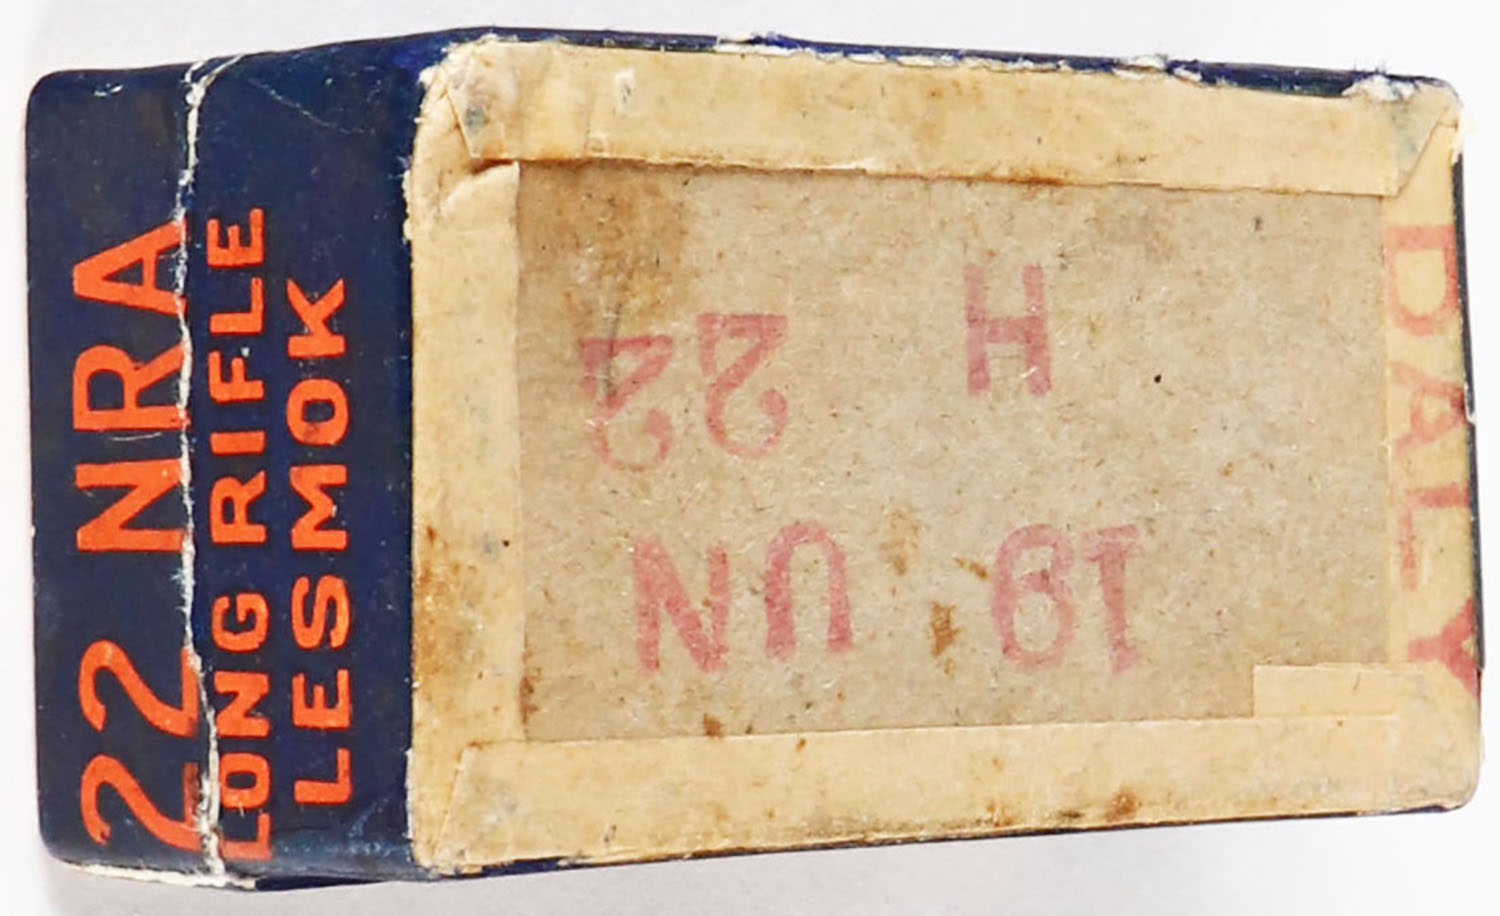 22 NRA
LONG RIFLE
LESMOK
19 UN
H 22
DALY